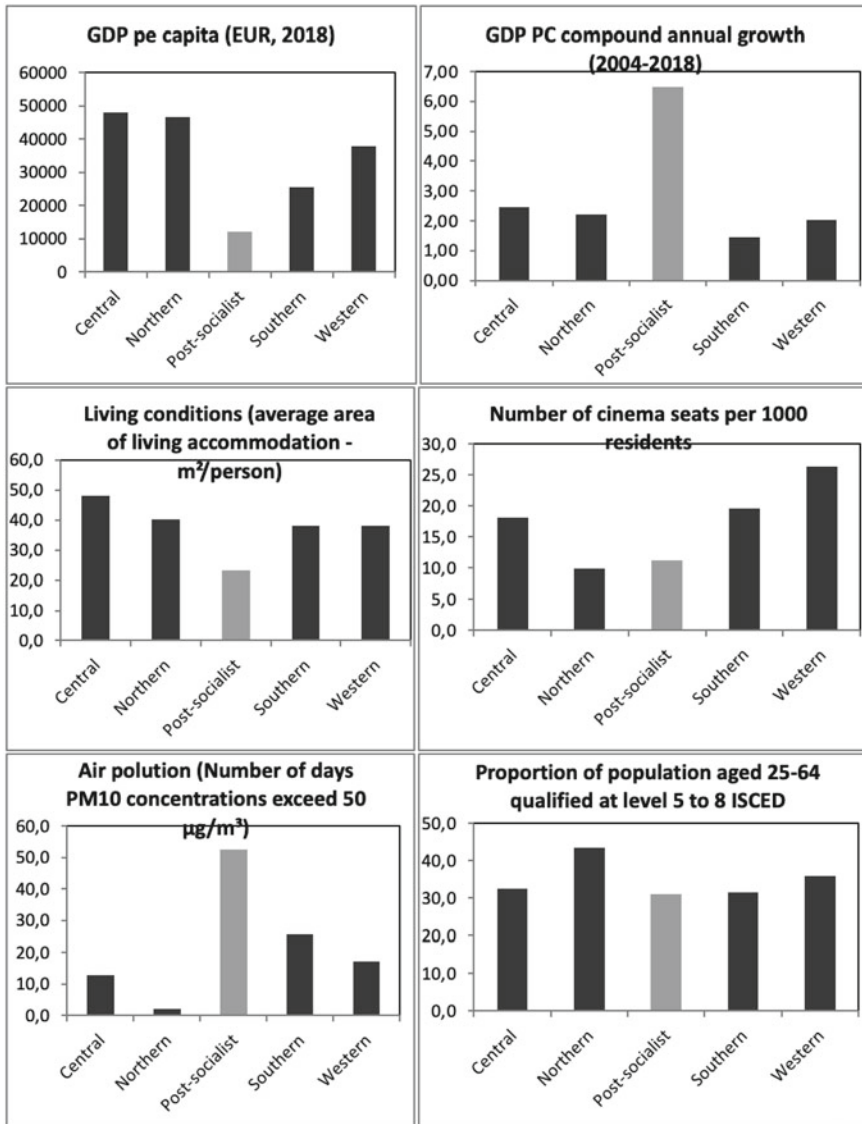 GDP pe capita (EUR, 2018)
60000
50000
40000
30000
20000
10000
0
Central
Northern
Post-socialist
Southern
Western
GDP PC compound annual growth
(2004-2018)
7,00
6,00
5,00
4,00
3,00
2,00
1,00
0,00
Central
Northern
Post-socialist
Southern
Western
Living conditions (average area
of living accommodation -
m²/person)
60,0
50,0
40,0
30,0
20,0
10,0
0,0
Central
Northern
Post-socialist
Southern
Western
Number of cinema seats per 1000
residents
30,0
25,0
20,0
15,0
10,0
5,0
0,0
Central
Northern
Post-socialist
Southern
Western
Air polution (Number of days
PM10 concentrations exceed 50
µg/m³)
60,0
50,0
40,0
30,0
20,0
10,0
0,0
Central
Northern
Post-socialist
Southern
Western
Proportion of population aged 25-64
qualified at level 5 to 8 ISCED
50,0
40,0
30,0
20,0
10,0
0,0
Central
Northern
Post-socialist
Southern
Western